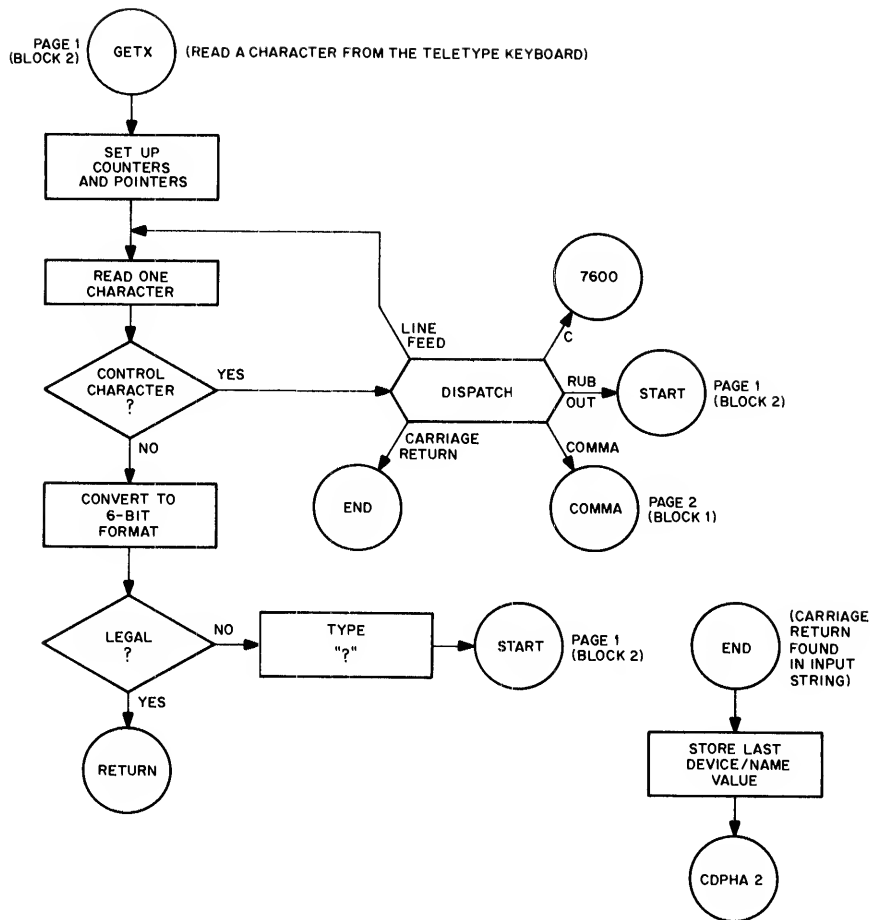 PAGE 1
(BLOCK 2)
GETX
(READ A CHARACTER FROM THE TELETYPE KEYBOARD)
SET UP
COUNTERS
AND POINTERS
READ ONE
CHARACTER
CONTROL
CHARACTER
?
YES
NO
LINE
FEED
7600
C
DISPATCH
RUB
OUT
START
PAGE 1
(BLOCK 2)
CARRIAGE
RETURN
COMMA
END
COMMA
PAGE 2
(BLOCK 1)
CONVERT TO
6-BIT
FORMAT
LEGAL
?
NO
YES
TYPE
"?"
START
PAGE 1
(BLOCK 2)
RETURN
END
(CARRIAGE
RETURN
FOUND
IN INPUT
STRING)
STORE LAST
DEVICE/NAME
VALUE
CDPHA 2